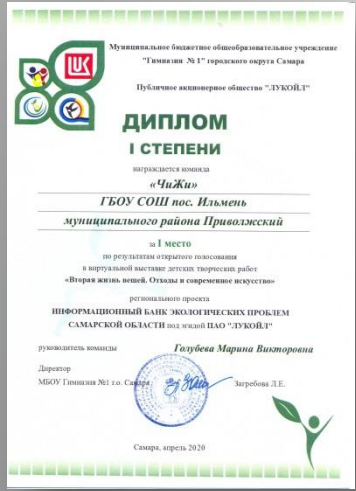 Муниципальное бюджетное общеобразовательное учреждение
"Гимназия № 1" городского округа Самара
Публичное акционерное общество "ЛУКОЙЛ"
ДИПЛОМ
I СТЕПЕНИ
награждается команда
«ЧиЖи»
ГБОУ СОШ пос. Ильмень
муниципального района Приволжский
за I место
по результатам открытого голосования
в виртуальной выставке детских творческих работ
«Вторая жизнь вещей. Отходы и современное искусство»
регионального проекта
ИНФОРМАЦИОННЫЙ БАНК ЭКОЛОГИЧЕСКИХ ПРОБЛЕМ
САМАРСКОЙ ОБЛАСТИ под эгидой ПАО "ЛУКОЙЛ"
руководитель команды Голубева Марина Викторовна
Директор
МБОУ Гимназия №1 г.о. Самара Загребова Л.Е.
Самара, апрель 2020